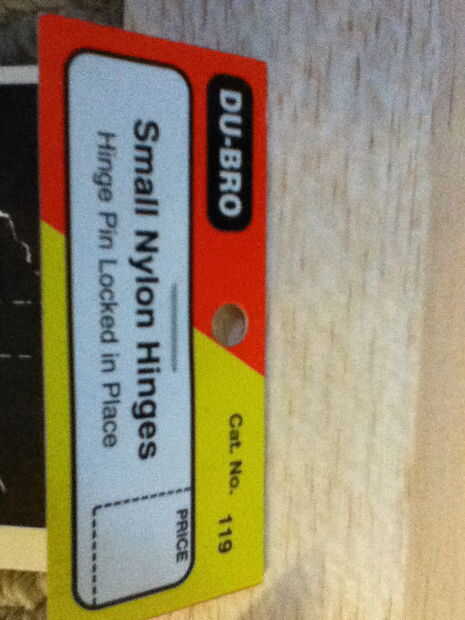 DU-BRO
Cat. No. 119
PRICE
Small Nylon Hinges
Hinge Pin Locked in Place